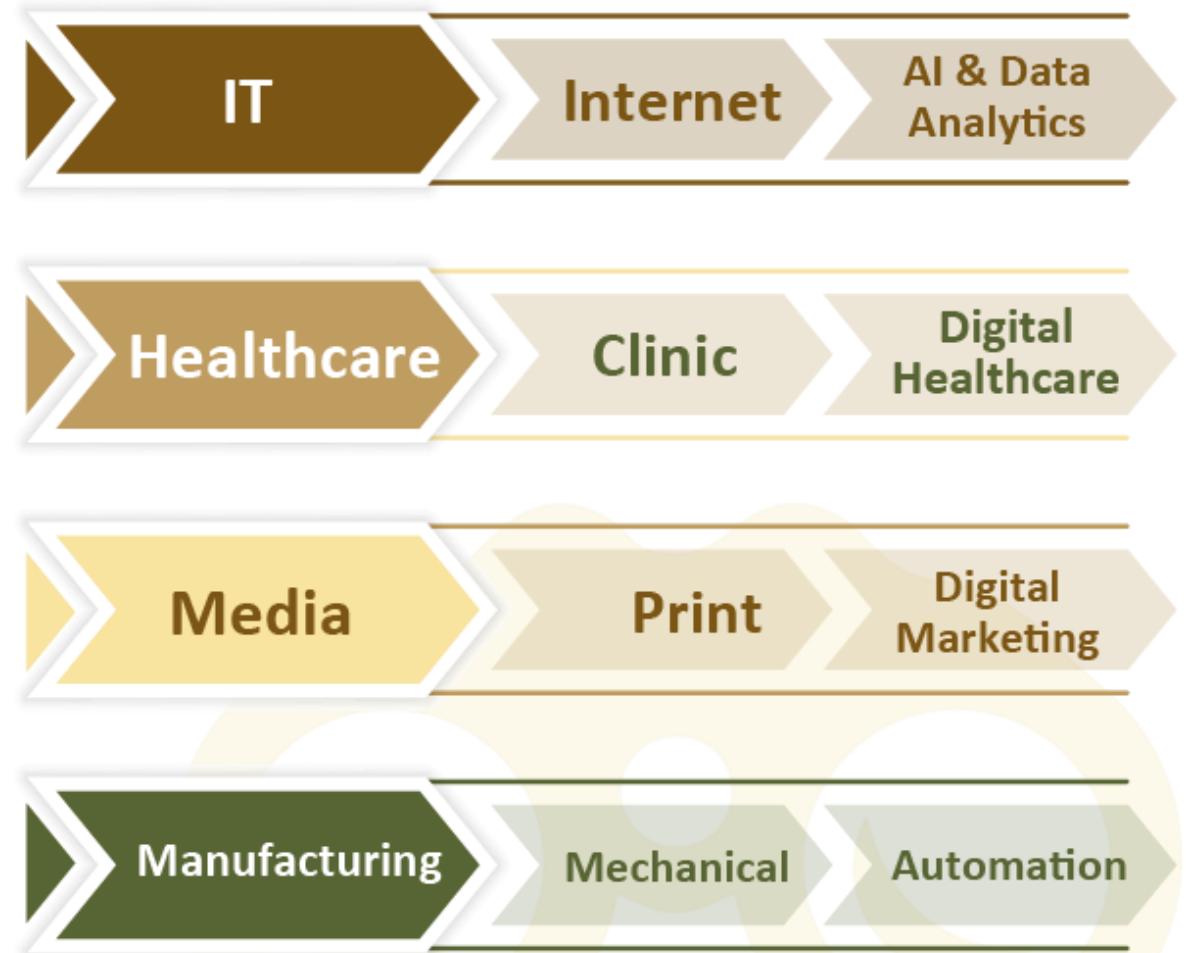 IT
Internet
AI & Data
Analytics
Healthcare
Clinic
Digital
Healthcare
Media
Print
Digital
Marketing
Manufacturing
Mechanical
Automation